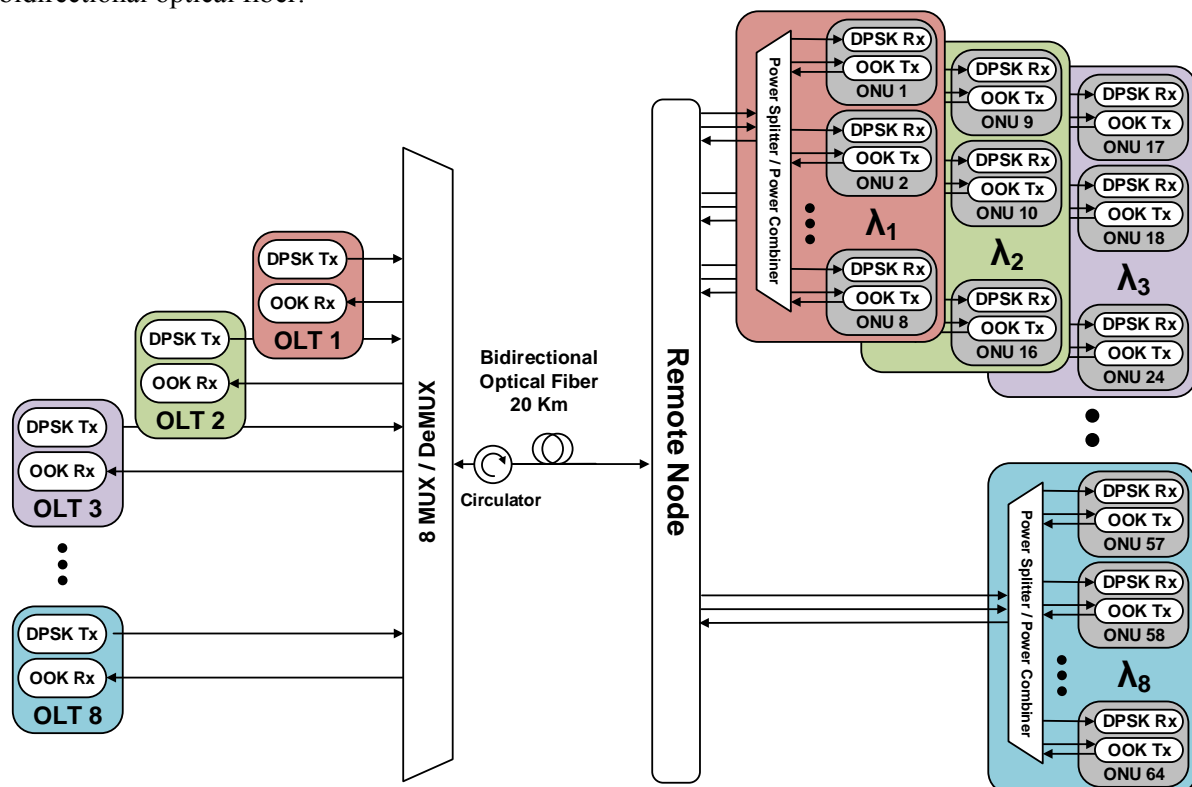 bidirectional optical fiber.
DPSK Tx
OOK Rx
OLT 1
DPSK Tx
OOK Rx
OLT 2
DPSK Tx
OOK Rx
OLT 3
DPSK Tx
OOK Rx
OLT 8
8 MUX / DeMUX
Bidirectional
Optical Fiber
20 Km
Circulator
Remote Node
Power Splitter / Power Combiner
DPSK Rx
OOK Tx
ONU 1
DPSK Rx
OOK Tx
ONU 2
λ1
DPSK Rx
OOK Tx
ONU 8
DPSK Rx
OOK Tx
ONU 9
DPSK Rx
OOK Tx
ONU 10
λ2
DPSK Rx
OOK Tx
ONU 16
DPSK Rx
OOK Tx
ONU 17
DPSK Rx
OOK Tx
ONU 18
λ3
DPSK Rx
OOK Tx
ONU 24
Power Splitter / Power Combiner
DPSK Rx
OOK Tx
ONU 57
DPSK Rx
OOK Tx
ONU 58
λ8
DPSK Rx
OOK Tx
ONU 64